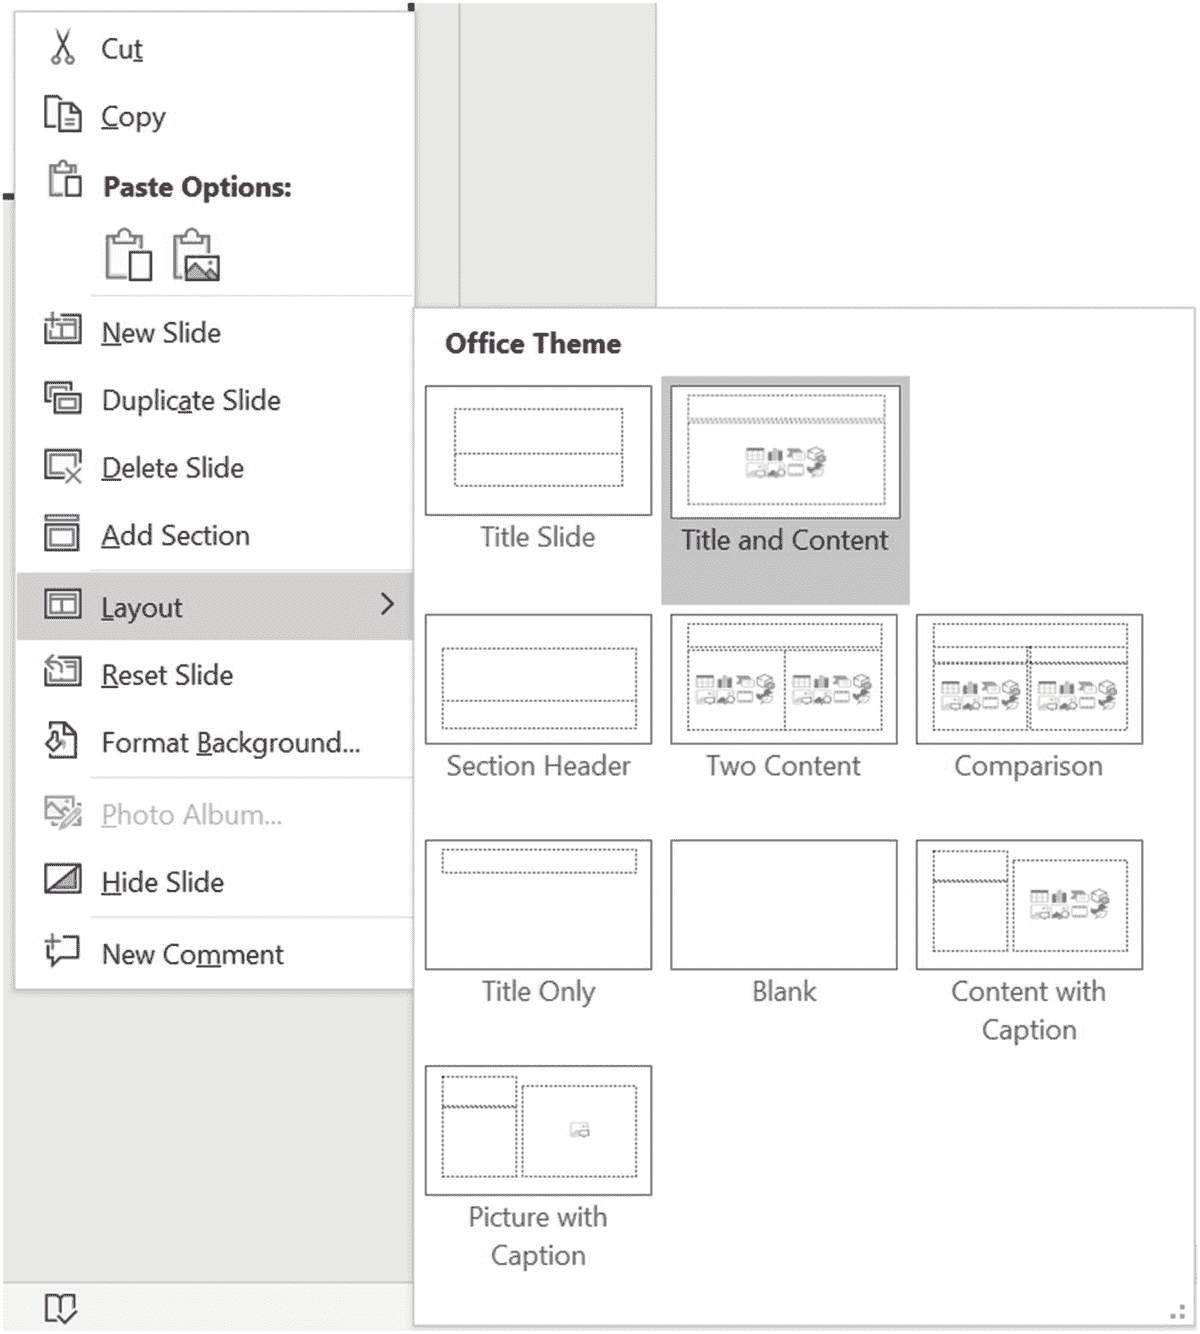 Cut
Copy
Paste Options:
New Slide
Duplicate Slide
Delete Slide
Add Section
Layout
Reset Slide
Format Background...
Photo Album...
Hide Slide
New Comment
Office Theme
Title Slide
Title and Content
Section Header
Two Content
Comparison
Title Only
Blank
Content with
Caption
Picture with
Caption